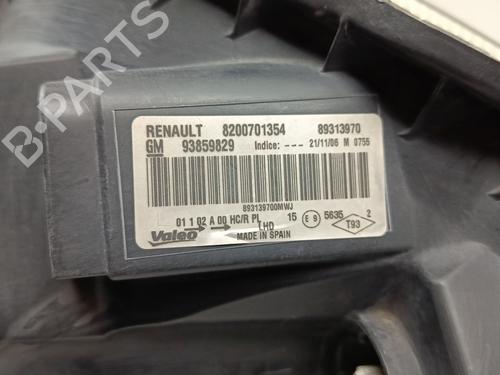 B-PARTS
RENAULT 8200701354 89313970
GM 93859829 Indice: --- 21/11/06 M 0755
893139700MWJ
01 1 02 A 00 HC/R PL 15 E 9 5635 2
Valeo LHD T93
MADE IN SPAIN